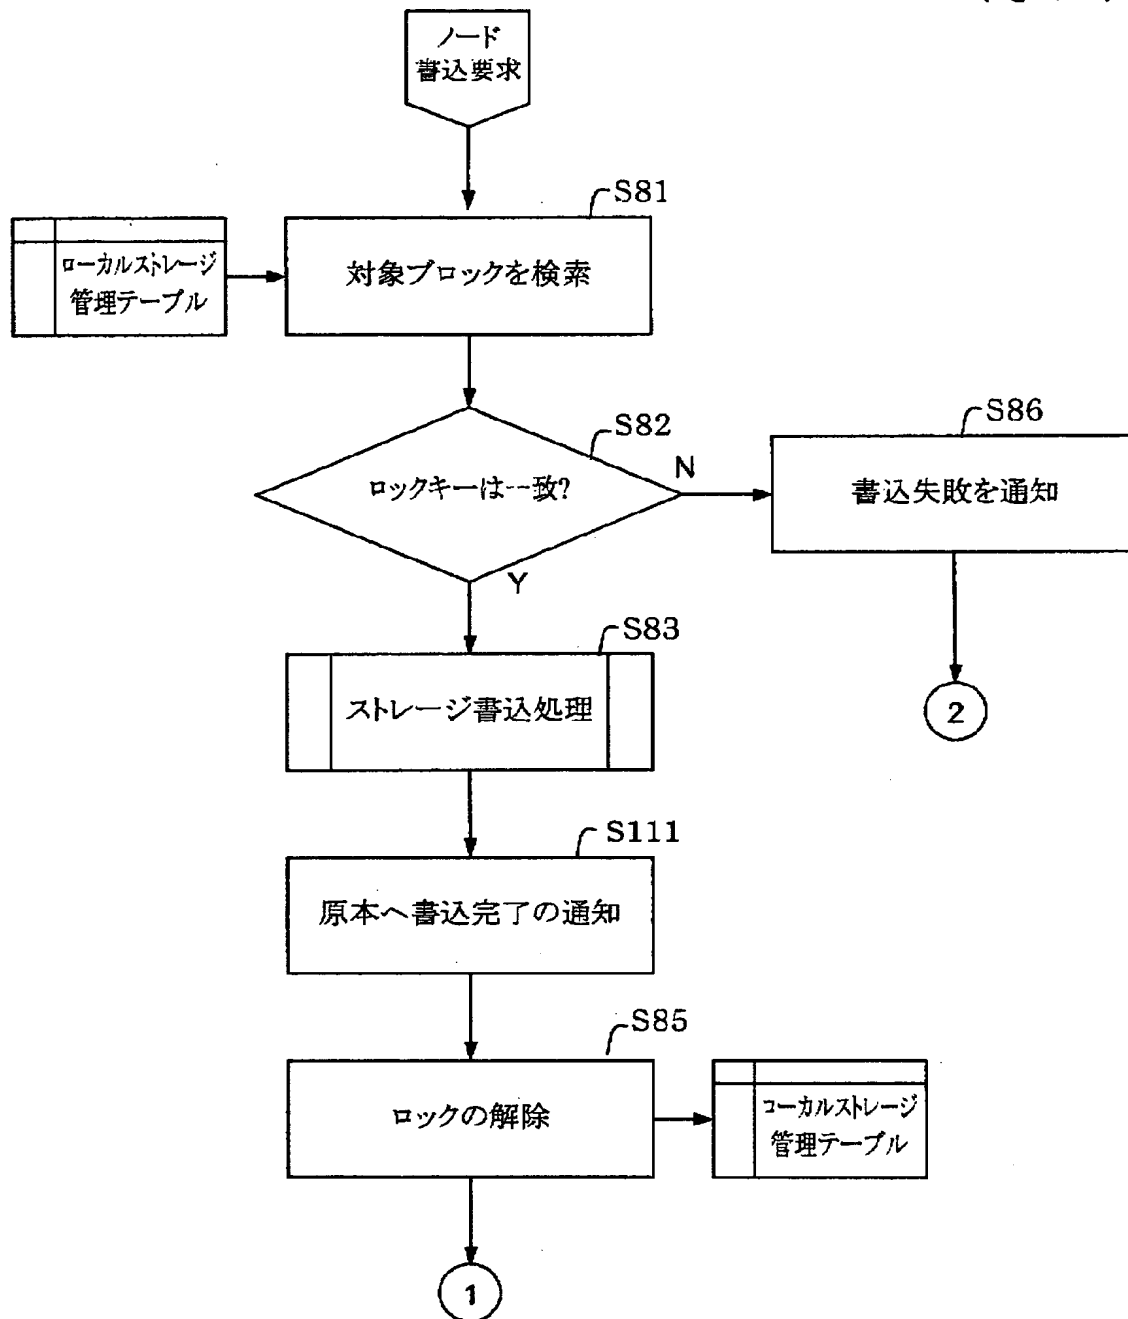 ノード
書込要求
S81
ローカルストレージ
管理テーブル
対象ブロックを検索
S82
S86
ロックキーは一致?
N
書込失敗を通知
Y
S83
ストレージ書込処理
2
S111
原本へ書込完了の通知
S85
ロックの解除
ローカルストレージ
管理テーブル
1